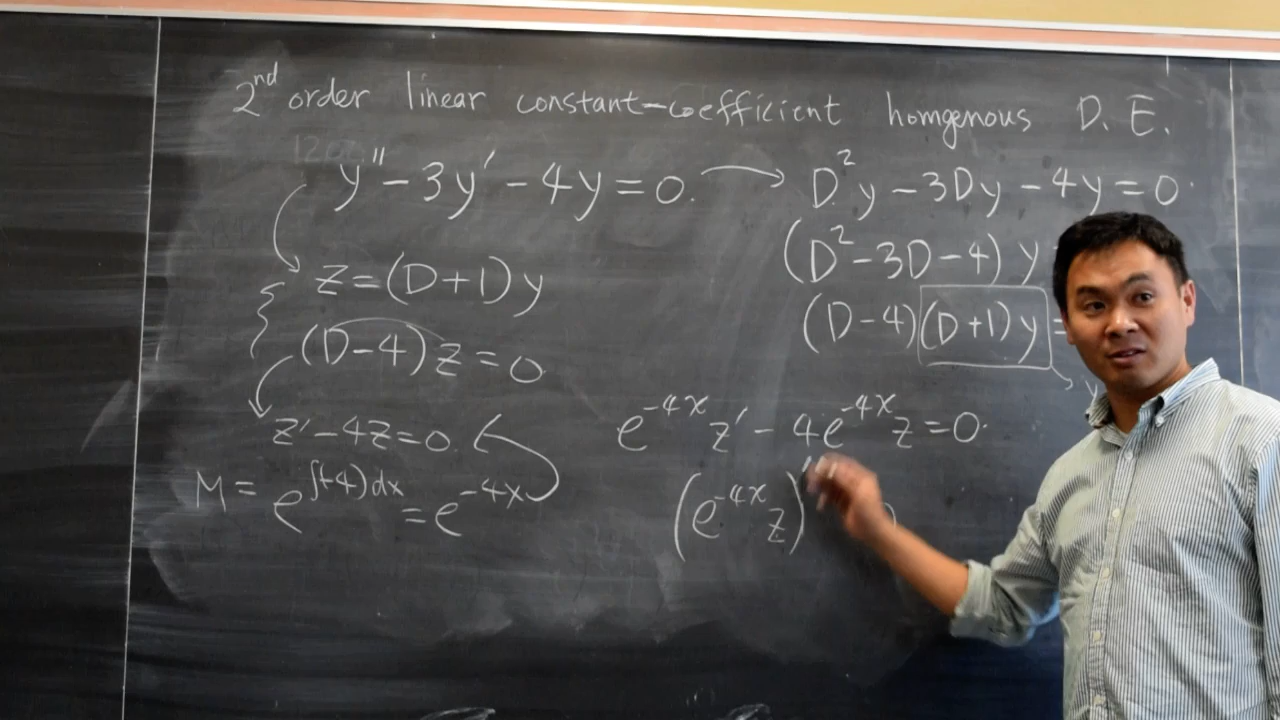 2nd order linear constant-coefficient homgenous D. E.
y'' - 3y' - 4y = 0. → D²y - 3Dy - 4y = 0.
(D² - 3D - 4) y
z = (D+1) y
(D - 4)(D+1)y =
(D-4) z = 0
z' - 4z = 0.
e^{-4x} z' - 4e^{-4x} z = 0.
M = e^{∫(-4)dx} = e^{-4x}
(e^{-4x} z)'